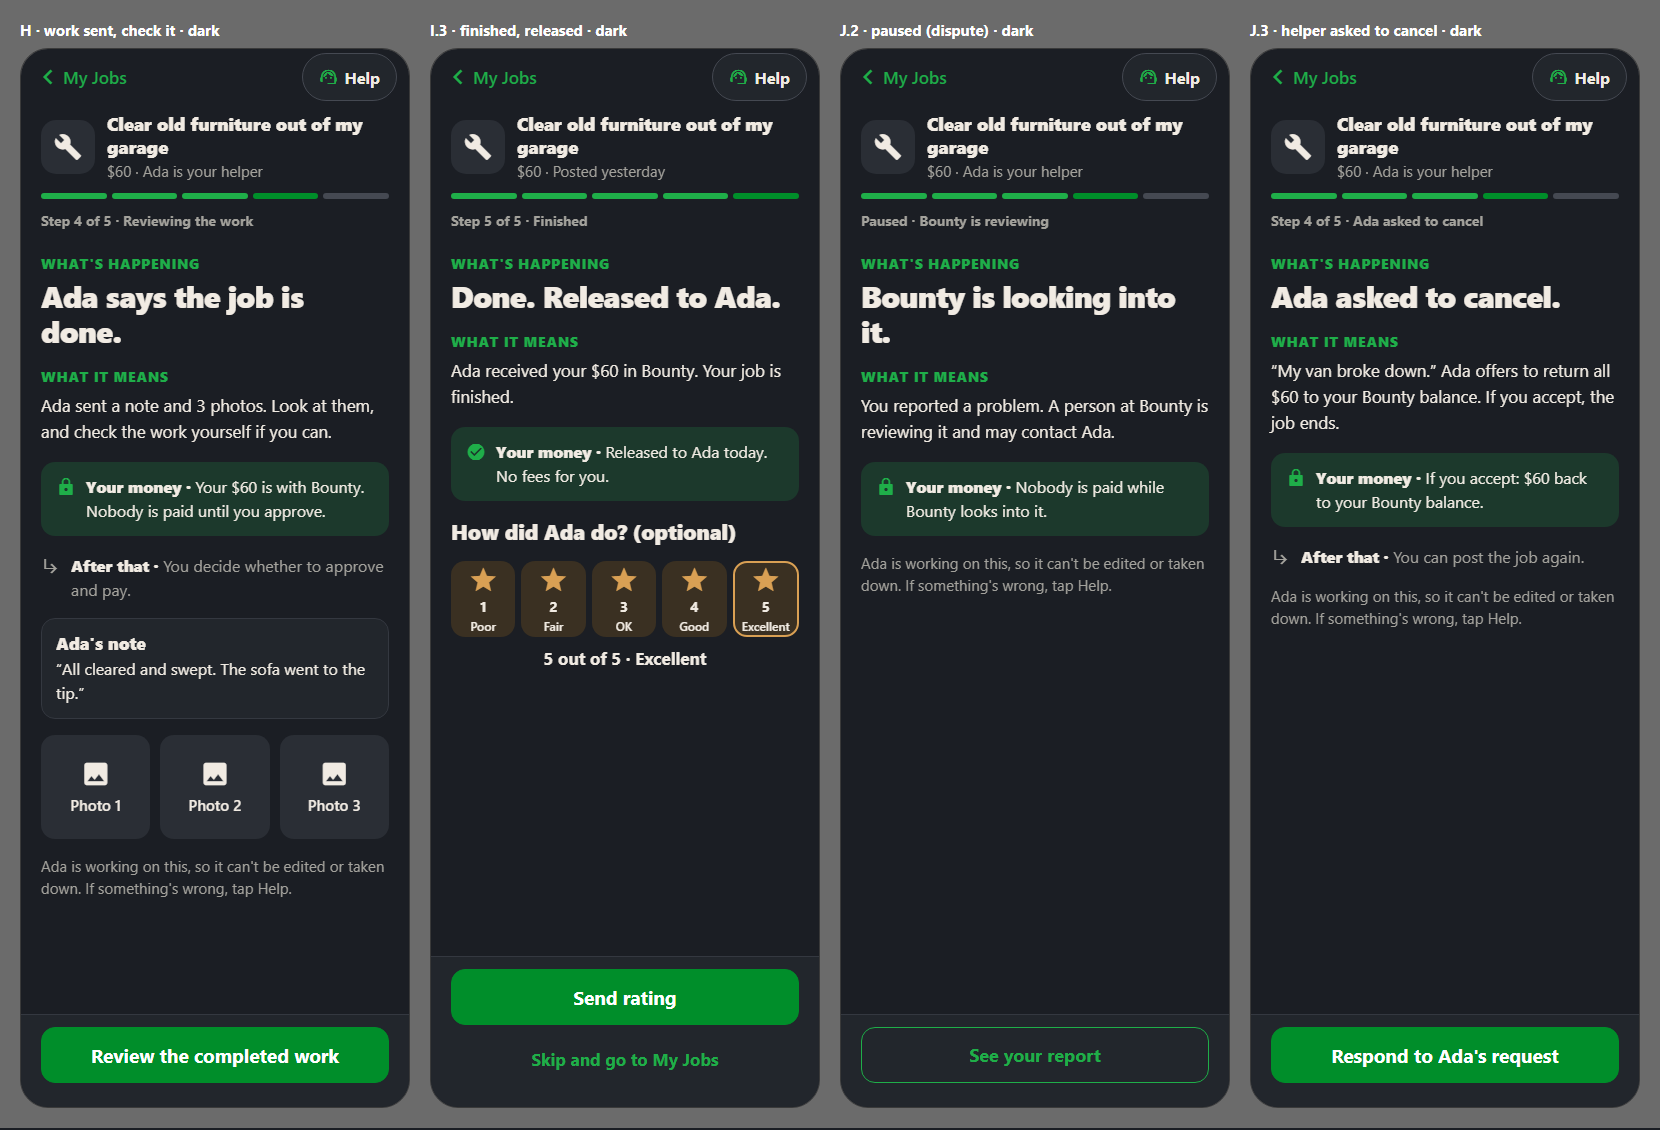 H · work sent, check it · dark
My Jobs
Help
Clear old furniture out of my
garage
$60 · Ada is your helper
Step 4 of 5 · Reviewing the work
WHAT'S HAPPENING
Ada says the job is
done.
WHAT IT MEANS
Ada sent a note and 3 photos. Look at them,
and check the work yourself if you can.
Your money · Your $60 is with Bounty.
Nobody is paid until you approve.
After that · You decide whether to approve
and pay.
Ada's note
“All cleared and swept. The sofa went to the
tip.”
Photo 1
Photo 2
Photo 3
Ada is working on this, so it can't be edited or taken
down. If something's wrong, tap Help.
Review the completed work
I.3 · finished, released · dark
My Jobs
Help
Clear old furniture out of my
garage
$60 · Posted yesterday
Step 5 of 5 · Finished
WHAT'S HAPPENING
Done. Released to Ada.
WHAT IT MEANS
Ada received your $60 in Bounty. Your job is
finished.
Your money · Released to Ada today.
No fees for you.
How did Ada do? (optional)
1
Poor
2
Fair
3
OK
4
Good
5
Excellent
5 out of 5 · Excellent
Send rating
Skip and go to My Jobs
J.2 · paused (dispute) · dark
My Jobs
Help
Clear old furniture out of my
garage
$60 · Ada is your helper
Paused · Bounty is reviewing
WHAT'S HAPPENING
Bounty is looking into
it.
WHAT IT MEANS
You reported a problem. A person at Bounty is
reviewing it and may contact Ada.
Your money · Nobody is paid while
Bounty looks into it.
Ada is working on this, so it can't be edited or taken
down. If something's wrong, tap Help.
See your report
J.3 · helper asked to cancel · dark
My Jobs
Help
Clear old furniture out of my
garage
$60 · Ada is your helper
Step 4 of 5 · Ada asked to cancel
WHAT'S HAPPENING
Ada asked to cancel.
WHAT IT MEANS
“My van broke down.” Ada offers to return all
$60 to your Bounty balance. If you accept, the
job ends.
Your money · If you accept: $60 back
to your Bounty balance.
After that · You can post the job again.
Ada is working on this, so it can't be edited or taken
down. If something's wrong, tap Help.
Respond to Ada's request